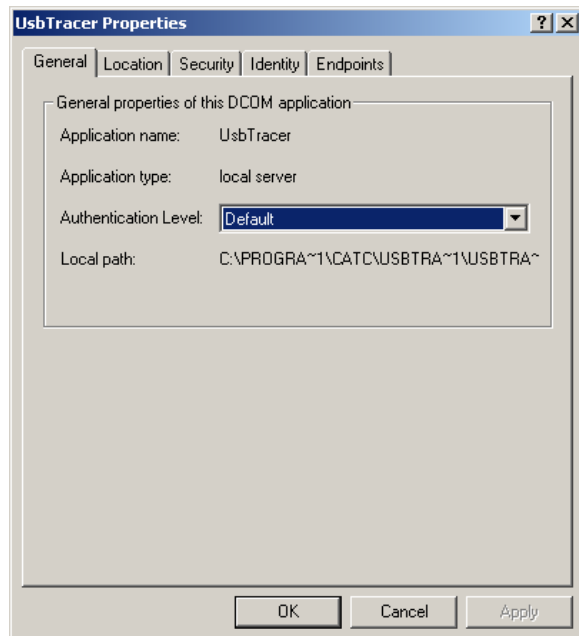 UsbTracer Properties
General Location Security Identity Endpoints
General properties of this DCOM application
Application name: UsbTracer
Application type: local server
Authentication Level: Default
Local path: C:\PROGRA~1\CATC\USBTRA~1\USBTRA~
OK Cancel Apply